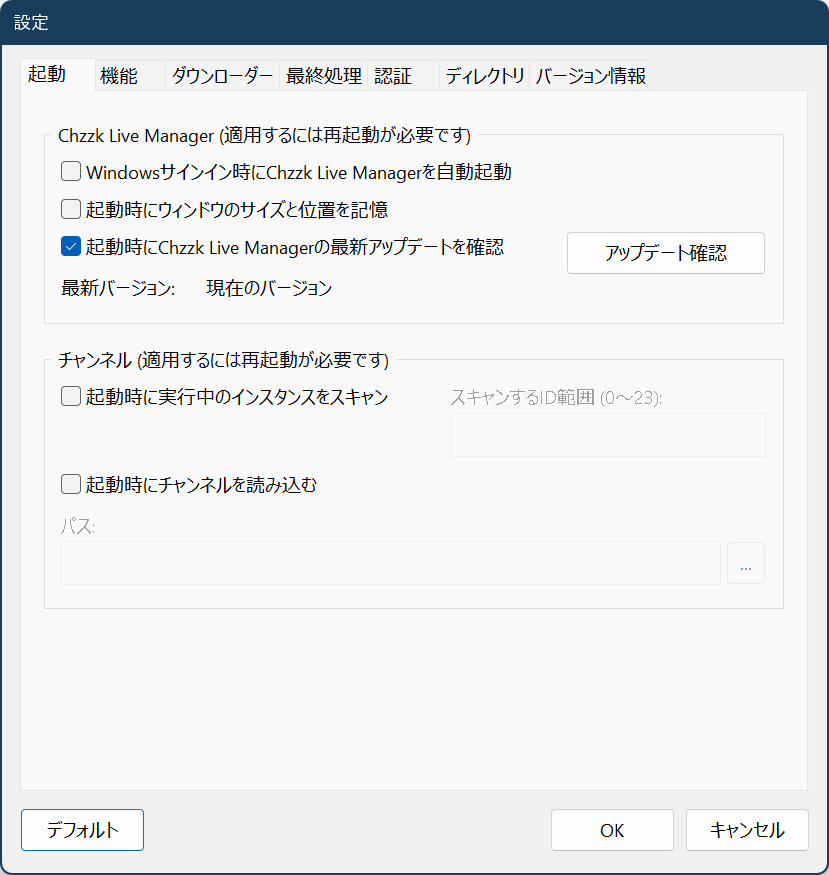 設定
起動 機能 ダウンローダー 最終処理 認証 ディレクトリ バージョン情報
Chzzk Live Manager (適用するには再起動が必要です)
Windowsサインイン時にChzzk Live Managerを自動起動
起動時にウィンドウのサイズと位置を記憶
起動時にChzzk Live Managerの最新アップデートを確認
アップデート確認
最新バージョン: 現在のバージョン
チャンネル (適用するには再起動が必要です)
起動時に実行中のインスタンスをスキャン
スキャンするID範囲 (0～23):
起動時にチャンネルを読み込む
パス:
...
デフォルト OK キャンセル